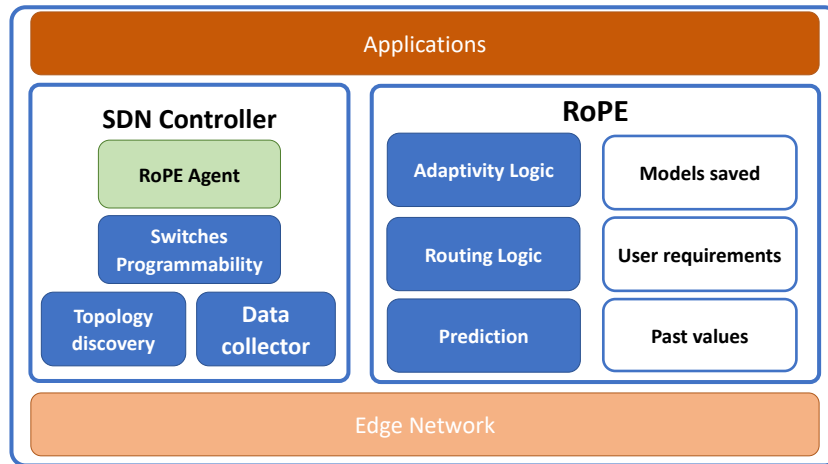 Applications
SDN Controller
RoPE Agent
Switches
Programmability
Topology
discovery
Data
collector
RoPE
Adaptivity Logic
Models saved
Routing Logic
User requirements
Prediction
Past values
Edge Network